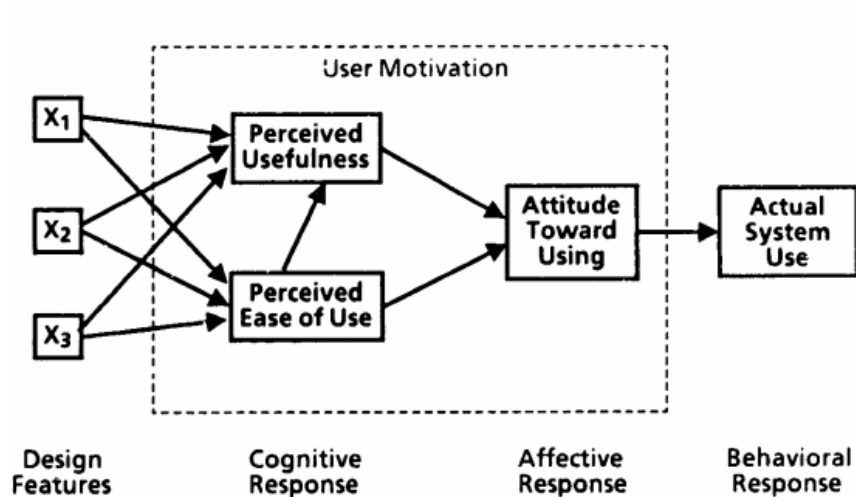 User Motivation
X1
X2
X3
Perceived
Usefulness
Perceived
Ease of Use
Attitude
Toward
Using
Actual
System
Use
Design
Features
Cognitive
Response
Affective
Response
Behavioral
Response